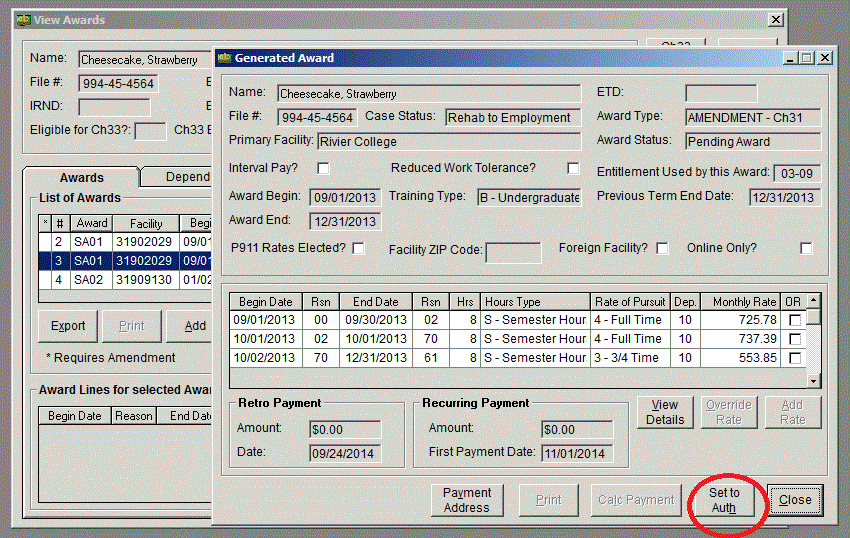 View Awards
Name: Cheesecake, Strawberry
File #: 994-45-4564
IRND:
Eligible for Ch33?: Ch33 E
Awards Depend
List of Awards
* # Award Facility Begi
2 SA01 31902029 09/01
3 SA01 31902029 09/01
4 SA02 31909130 01/02
Export Print Add
* Requires Amendment
Award Lines for selected Awar
Begin Date Reason End Date
Generated Award
Name: Cheesecake, Strawberry ETD:
File #: 994-45-4564 Case Status: Rehab to Employment Award Type: AMENDMENT - Ch31
Primary Facility: Rivier College Award Status: Pending Award
Interval Pay? Reduced Work Tolerance? Entitlement Used by this Award: 03-09
Award Begin: 09/01/2013 Training Type: B - Undergraduate Previous Term End Date: 12/31/2013
Award End: 12/31/2013
P911 Rates Elected? Facility ZIP Code: Foreign Facility? Online Only?
Begin Date Rsn End Date Rsn Hrs Hours Type Rate of Pursuit Dep. Monthly Rate OR
09/01/2013 00 09/30/2013 02 8 S - Semester Hour 4 - Full Time 10 725.78
10/01/2013 02 10/01/2013 70 8 S - Semester Hour 4 - Full Time 10 737.39
10/02/2013 70 12/31/2013 61 8 S - Semester Hour 3 - 3/4 Time 10 553.85
Retro Payment
Amount: $0.00
Date: 09/24/2014
Recurring Payment
Amount: $0.00
First Payment Date: 11/01/2014
View
Details
Override
Rate
Add
Rate
Payment
Address
Print
Calc Payment
Set to
Auth
Close